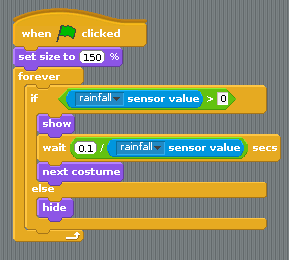 when clicked
set size to 150 %
forever
if rainfall sensor value > 0
show
wait 0.1 / rainfall sensor value secs
next costume
else
hide